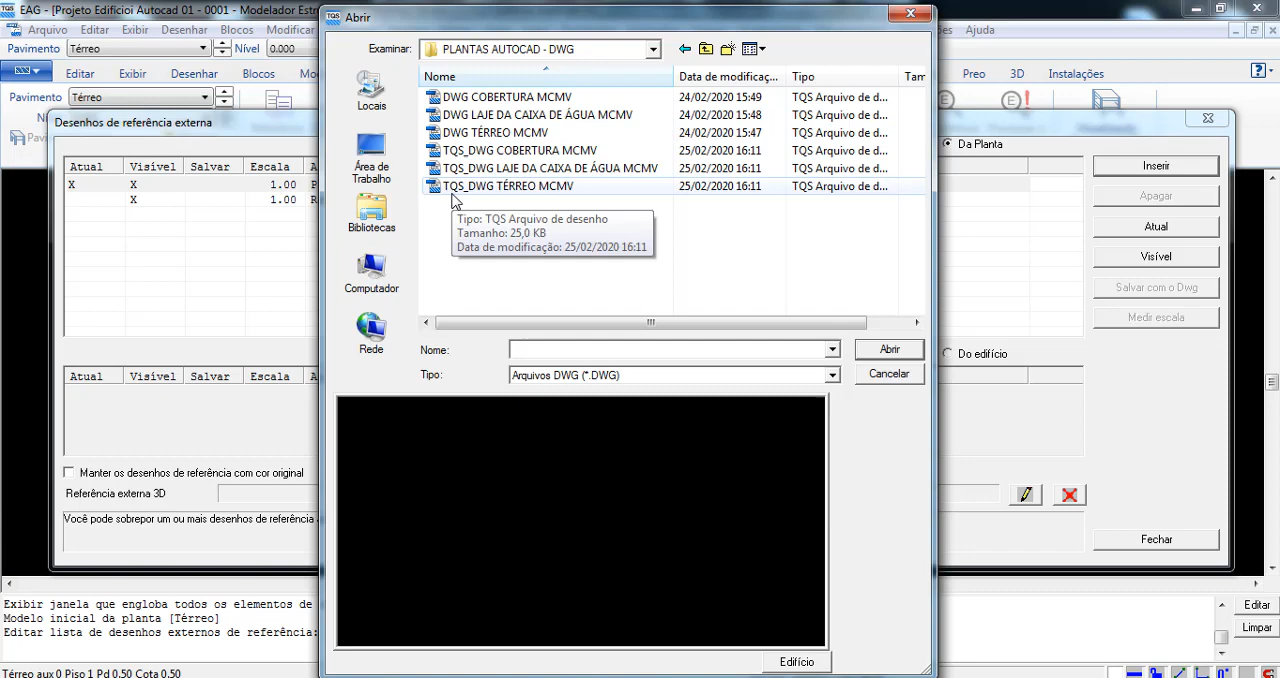 EAG - [Projeto Edifícioi Autocad 01 - 0001 - Modelador Estru
Arquivo Editar Exibir Desenhar Blocos Modificar
Ajuda
Pavimento Térreo Nível 0.000
Editar Exibir Desenhar Blocos
Preo 3D Instalações
Pavimento Térreo
Desenhos de referência externa
Da Planta
Atual Visível Salvar Escala
X X 1.00
X 1.00
Inserir
Apagar
Atual
Visível
Salvar com o Dwg
Medir escala
Do edifício
Atual Visível Salvar Escala
Manter os desenhos de referência com cor original
Referência externa 3D
Você pode sobrepor um ou mais desenhos de referência
Fechar
Abrir
Examinar: PLANTAS AUTOCAD - DWG
Nome Data de modificaç... Tipo Tam
DWG COBERTURA MCMV 24/02/2020 15:49 TQS Arquivo de d...
DWG LAJE DA CAIXA DE ÁGUA MCMV 24/02/2020 15:48 TQS Arquivo de d...
DWG TÉRREO MCMV 24/02/2020 15:47 TQS Arquivo de d...
TQS_DWG COBERTURA MCMV 25/02/2020 16:11 TQS Arquivo de d...
TQS_DWG LAJE DA CAIXA DE ÁGUA MCMV 25/02/2020 16:11 TQS Arquivo de d...
TQS_DWG TÉRREO MCMV 25/02/2020 16:11 TQS Arquivo de d...
Tipo: TQS Arquivo de desenho
Tamanho: 25,0 KB
Data de modificação: 25/02/2020 16:11
Locais
Área de
Trabalho
Bibliotecas
Computador
Rede
Nome:
Abrir
Tipo: Arquivos DWG (*.DWG)
Cancelar
Edifício
Exibir janela que engloba todos os elementos de
Modelo inicial da planta [Térreo]
Editar lista de desenhos externos de referência:
Editar
Limpar
Térreo aux 0 Piso 1 Pd 0.50 Cota 0.50